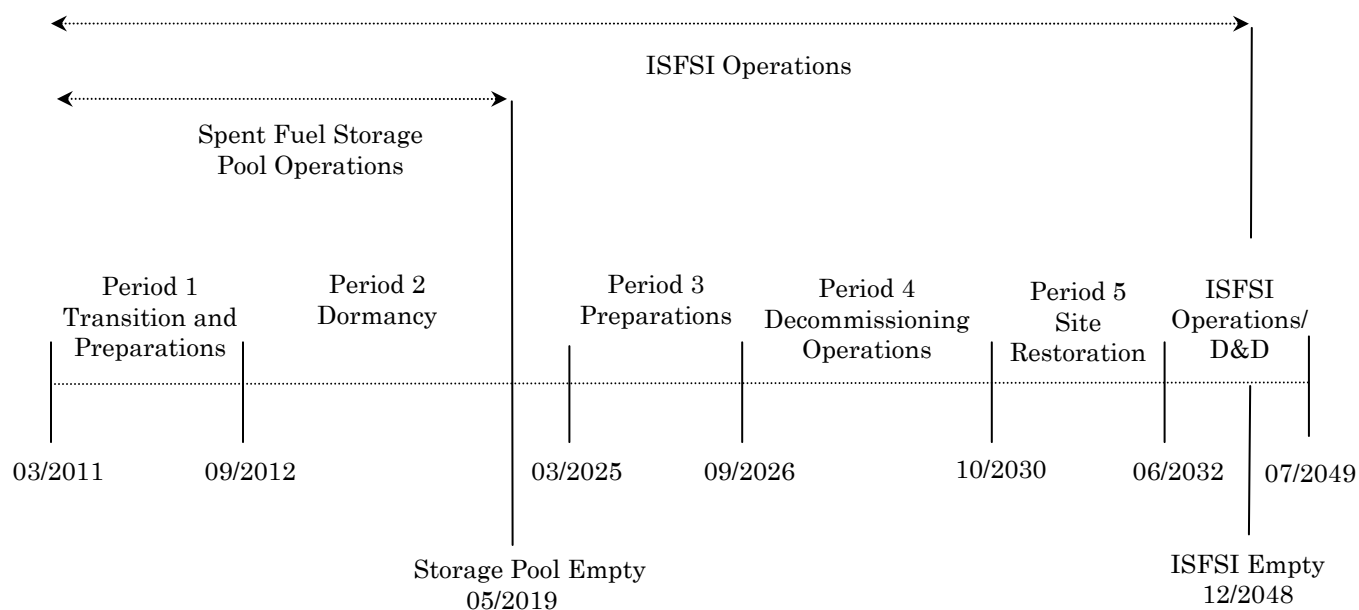 ISFSI Operations
Spent Fuel Storage
Pool Operations
Period 1
Transition and
Preparations
Period 2
Dormancy
Period 3
Preparations
Period 4
Decommissioning
Operations
Period 5
Site
Restoration
ISFSI
Operations/
D&D
03/2011
09/2012
03/2025
09/2026
10/2030
06/2032
07/2049
Storage Pool Empty
05/2019
ISFSI Empty
12/2048